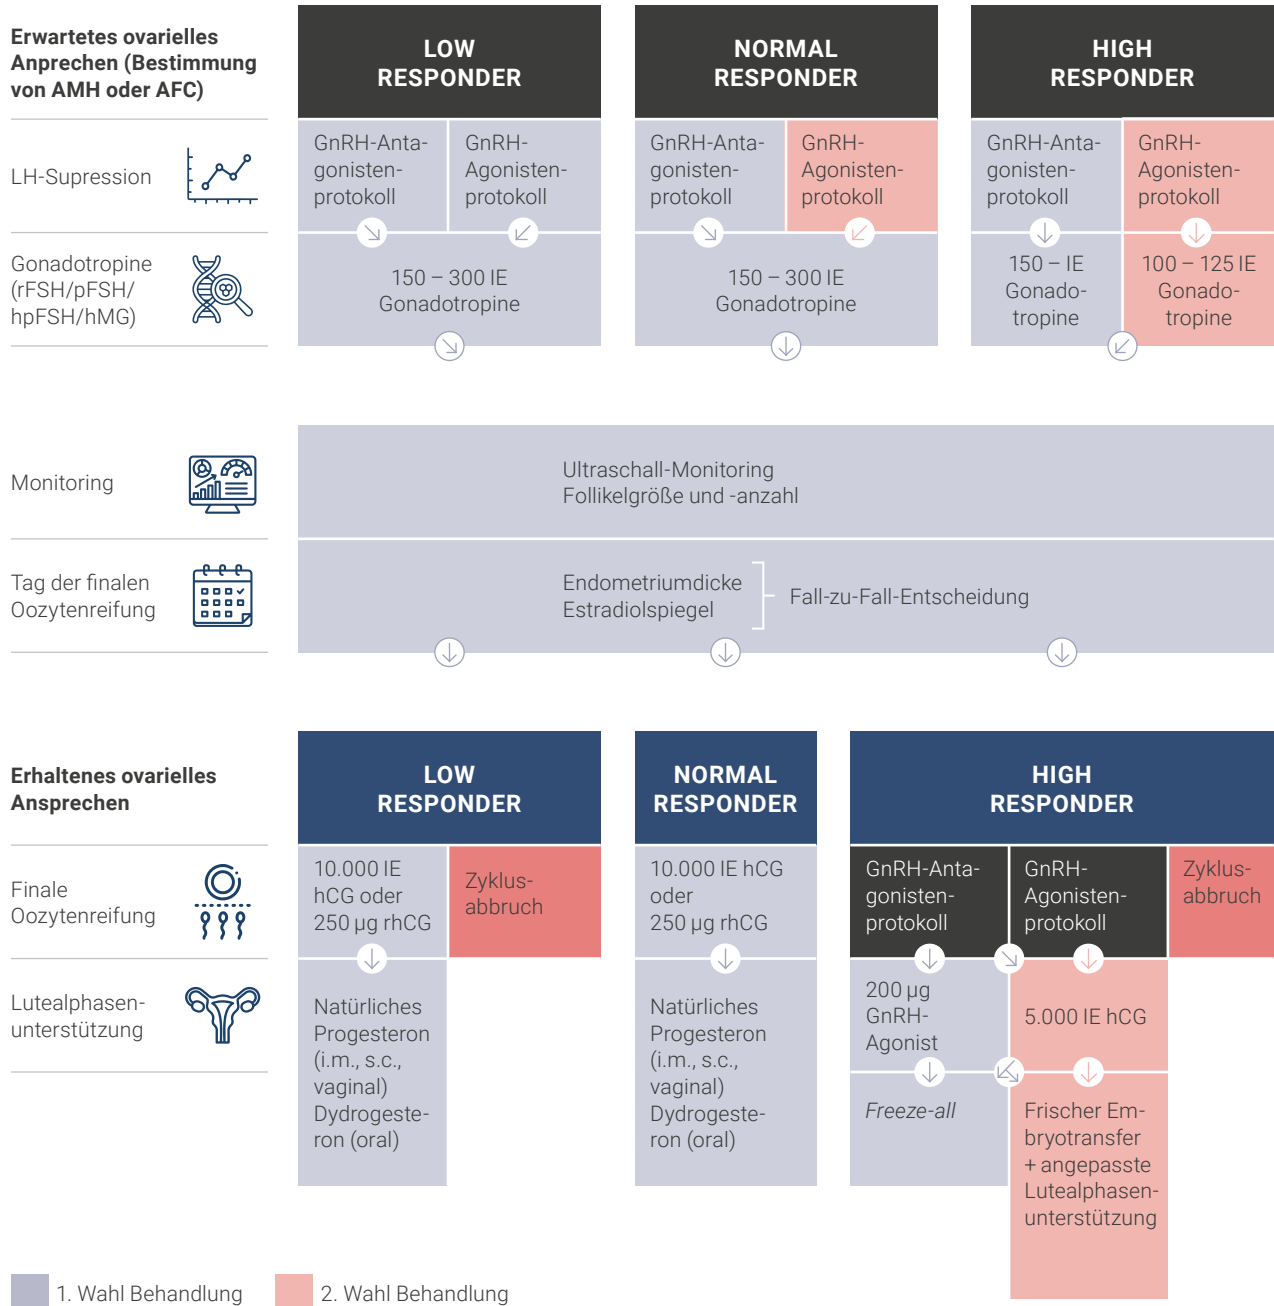 Erwartetes ovarielles
Anprechen (Bestimmung
von AMH oder AFC)
LOW
RESPONDER
NORMAL
RESPONDER
HIGH
RESPONDER
LH-Supression
GnRH-Anta-
gonisten-
protokoll
GnRH-
Agonisten-
protokoll
GnRH-Anta-
gonisten-
protokoll
GnRH-
Agonisten-
protokoll
GnRH-Anta-
gonisten-
protokoll
GnRH-
Agonisten-
protokoll
Gonadotropine
(rFSH/pFSH/
hpFSH/hMG)
150 – 300 IE
Gonadotropine
150 – 300 IE
Gonadotropine
150 – IE
Gonado-
tropine
100 – 125 IE
Gonado-
tropine
Monitoring
Ultraschall-Monitoring
Follikelgröße und -anzahl
Tag der finalen
Oozytenreifung
Endometriumdicke
Estradiolspiegel
Fall-zu-Fall-Entscheidung
Erhaltenes ovarielles
Ansprechen
LOW
RESPONDER
NORMAL
RESPONDER
HIGH
RESPONDER
Finale
Oozytenreifung
10.000 IE
hCG oder
250 µg rhCG
Zyklus-
abbruch
10.000 IE hCG
oder
250 µg rhCG
GnRH-Anta-
gonisten-
protokoll
GnRH-
Agonisten-
protokoll
Zyklus-
abbruch
Lutealphasen-
unterstützung
Natürliches
Progesteron
(i.m., s.c.,
vaginal)
Dydrogeste-
ron (oral)
Natürliches
Progesteron
(i.m., s.c.,
vaginal)
Dydrogeste-
ron (oral)
200 µg
GnRH-
Agonist
5.000 IE hCG
Freeze-all
Frischer Em-
bryotransfer
+ angepasste
Lutealphasen-
unterstützung
1. Wahl Behandlung
2. Wahl Behandlung